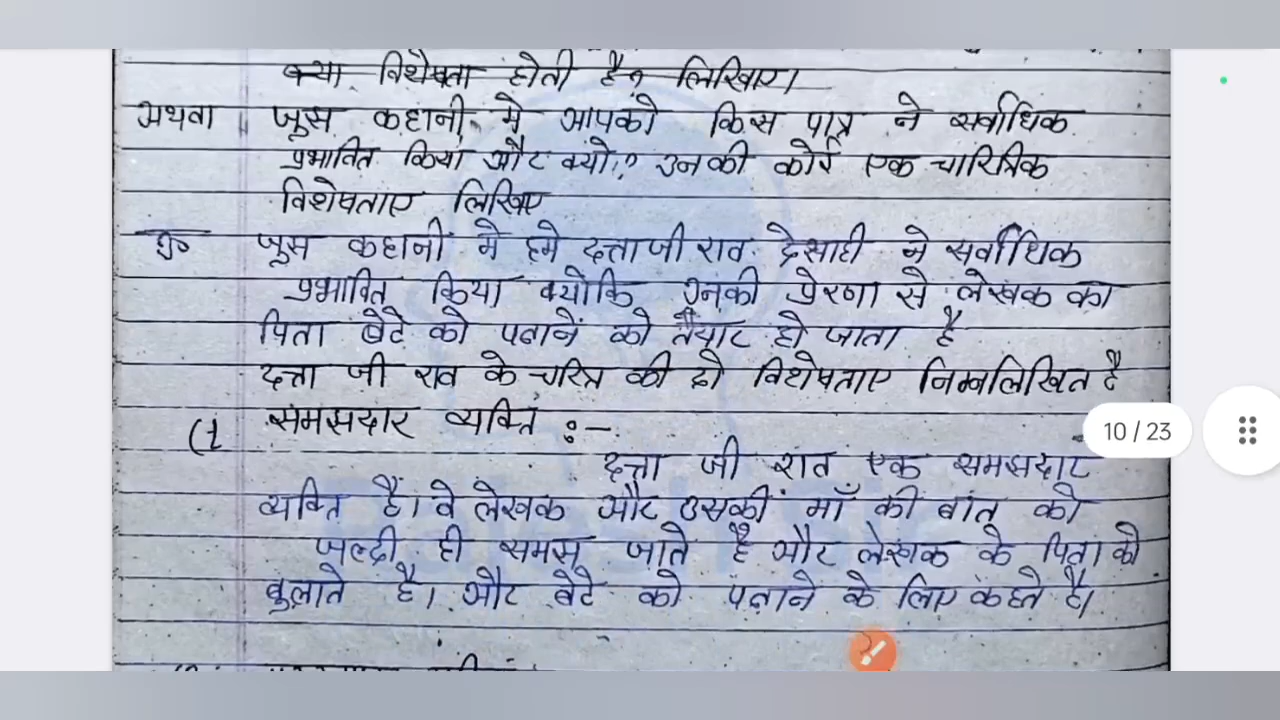 क्या विशेषता होती है? लिखिए।
अथवा जूस कहानी में आपको किस पात्र ने सर्वाधिक
प्रभावित किया और क्यो? उनकी कोई एक चारित्रिक
विशेषताए लिखिए
उ० जूस कहानी मे हमे दत्ता जी राव देसाही ने सर्वाधिक
प्रभावित किया क्योकि उनकी प्रेरणा से लेखक का
पिता बेटे को पढाने को तैयार हो जाता है
दत्ता जी राव के चरित्र की दो विशेषताए निम्नलिखित है
(1 समझदार व्यक्ति :-
दत्ता जी राव एक समझदार
व्यक्ति है। वे लेखक और उसकी माँ की बात को
जल्दी ही समझ जाते है और लेखक के पिता को
बुलाते है। और बेटे को पढाने के लिए कहते है।
10 / 23